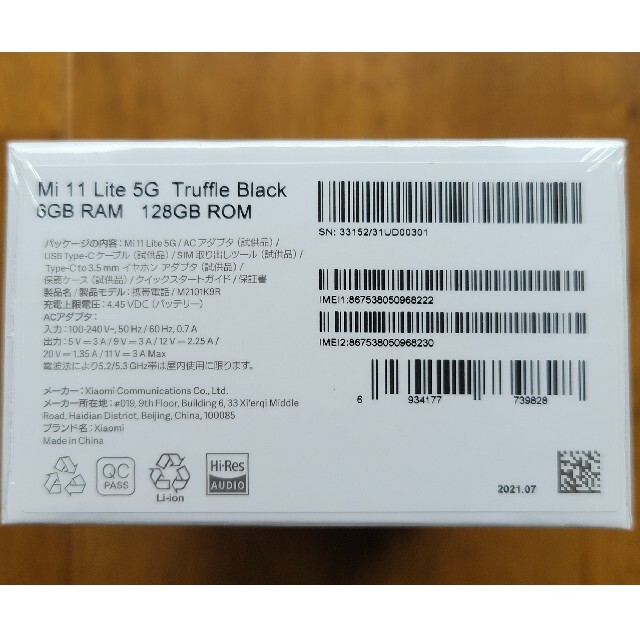 Mi 11 Lite 5G Truffle Black
6GB RAM 128GB ROM
パッケージの内容：Mi 11 Lite 5G / ACアダプタ（試供品）/
USB Type-C ケーブル（試供品）/ SIM 取り出しツール（試供品）/
Type-C to 3.5 mm イヤホン アダプタ（試供品）/
保護ケース（試供品）/ クイックスタートガイド / 保証書
製品名 / 製品モデル：携帯電話 / M2101K9R
充電上限電圧：4.45 VDC（バッテリー）
ACアダプタ：
入力：100-240 V~, 50 Hz / 60 Hz, 0.7 A
出力：5 V⎓3 A / 9 V⎓3 A / 12 V⎓2.25 A /
20 V⎓1.35 A / 11 V⎓3 A Max
電波法により5.2/5.3 GHz帯は屋内使用に限ります。
メーカー：Xiaomi Communications Co., Ltd.
メーカー所在地：#019, 9th Floor, Building 6, 33 Xi'erqi Middle
Road, Haidian District, Beijing, China, 100085
ブランド名：Xiaomi
Made in China
QC
PASS
Li-ion
Hi-Res
AUDIO
SN: 33152/31UD00301
IMEI1:867538050968222
IMEI2:867538050968230
6 934177 739828
2021.07